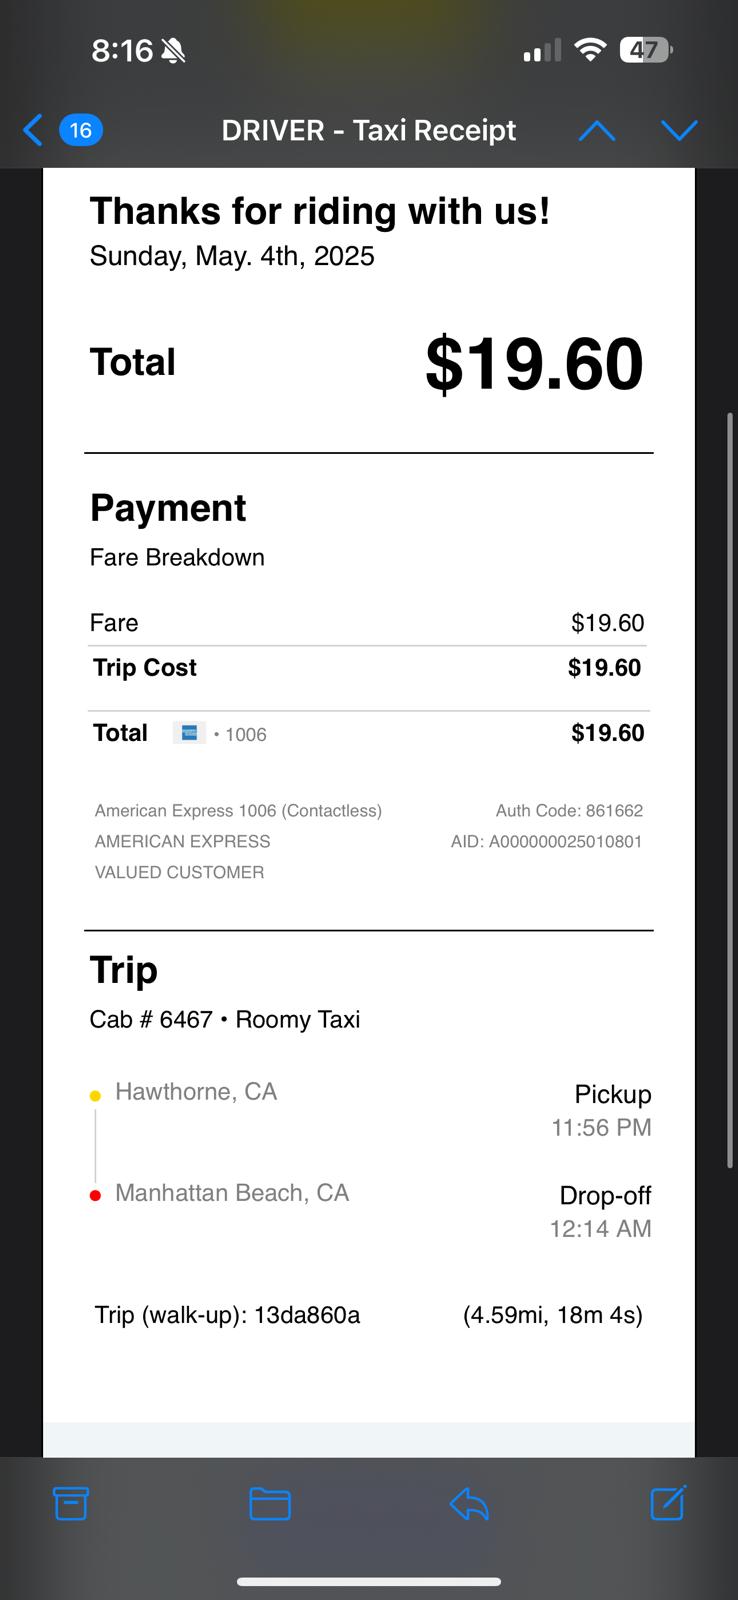 8:16
47
16
DRIVER - Taxi Receipt
Thanks for riding with us!
Sunday, May. 4th, 2025
Total $19.60
Payment
Fare Breakdown
Fare $19.60
Trip Cost $19.60
Total • 1006 $19.60
American Express 1006 (Contactless) Auth Code: 861662
AMERICAN EXPRESS AID: A000000025010801
VALUED CUSTOMER
Trip
Cab # 6467 • Roomy Taxi
Hawthorne, CA Pickup
11:56 PM
Manhattan Beach, CA Drop-off
12:14 AM
Trip (walk-up): 13da860a (4.59mi, 18m 4s)